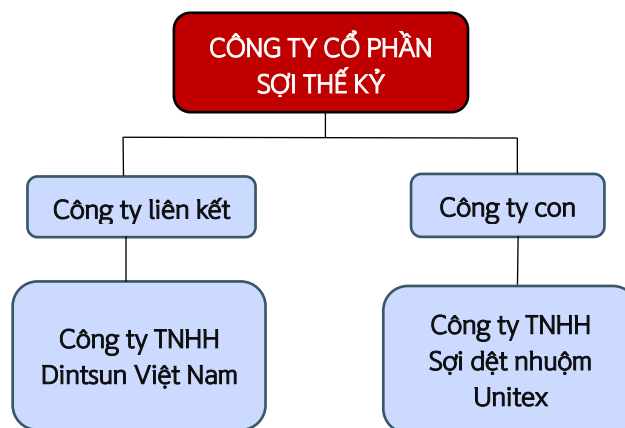 CÔNG TY CỔ PHẦN
SỢI THẾ KỶ
Công ty liên kết
Công ty con
Công ty TNHH
Dintsun Việt Nam
Công ty TNHH
Sợi dệt nhuộm
Unitex